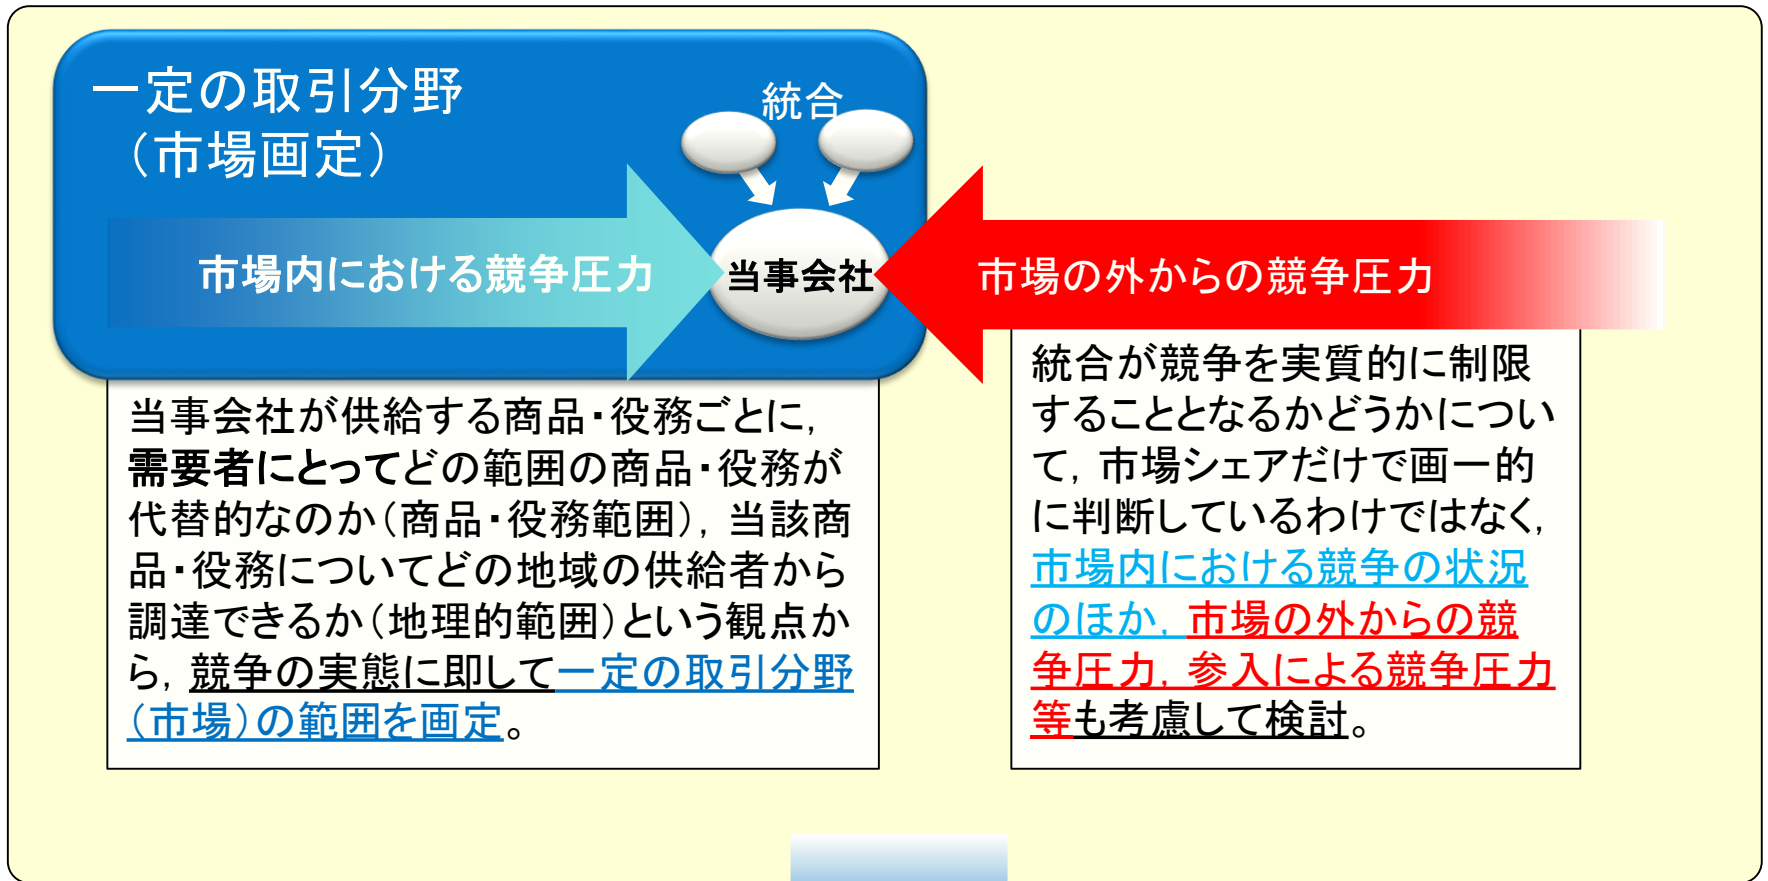 一定の取引分野
（市場画定）
統合
市場内における競争圧力
当事会社
市場の外からの競争圧力
当事会社が供給する商品・役務ごとに，
需要者にとってどの範囲の商品・役務が
代替的なのか（商品・役務範囲），当該商
品・役務についてどの地域の供給者から
調達できるか（地理的範囲）という観点か
ら，競争の実態に即して一定の取引分野
（市場）の範囲を画定。
統合が競争を実質的に制限
することとなるかどうかについ
て，市場シェアだけで画一的
に判断しているわけではなく，
市場内における競争の状況
のほか，市場の外からの競
争圧力，参入による競争圧力
等も考慮して検討。